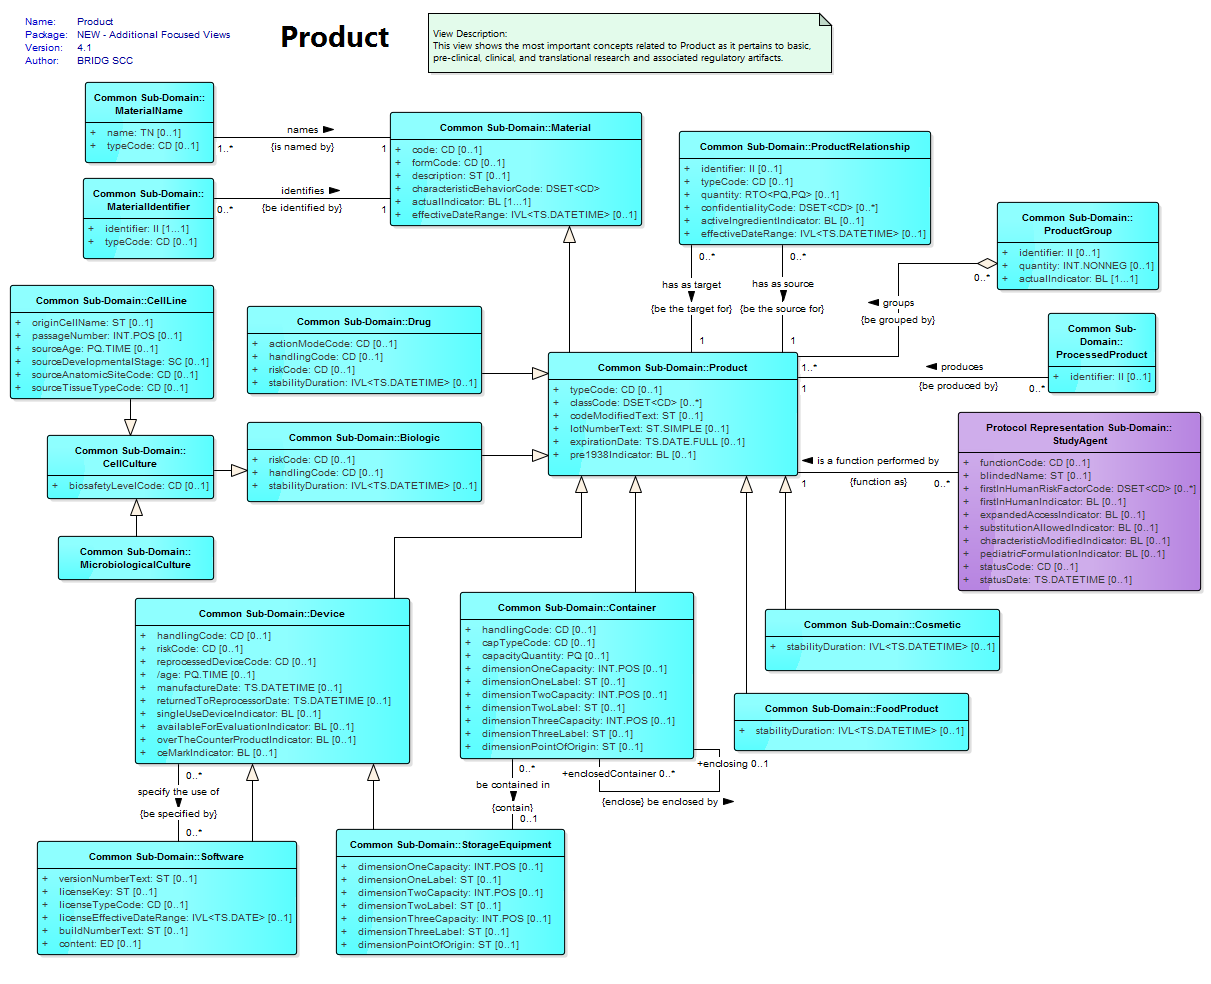 Name: Product
Package: NEW - Additional Focused Views
Version: 4.1
Author: BRIDG SCC
Product
View Description:
This view shows the most important concepts related to Product as it pertains to basic,
pre-clinical, clinical, and translational research and associated regulatory artifacts.
Common Sub-Domain::
MaterialName
+ name: TN [0..1]
+ typeCode: CD [0..1]
names
{is named by}
1..*
1
Common Sub-Domain::
MaterialIdentifier
+ identifier: II [1...1]
+ typeCode: CD [0..1]
identifies
{be identified by}
0..*
1
Common Sub-Domain::Material
+ code: CD [0..1]
+ formCode: CD [0..1]
+ description: ST [0..1]
+ characteristicBehaviorCode: DSET<CD>
+ actualIndicator: BL [1...1]
+ effectiveDateRange: IVL<TS.DATETIME> [0..1]
Common Sub-Domain::ProductRelationship
+ identifier: II [0..1]
+ typeCode: CD [0..1]
+ quantity: RTO<PQ,PQ> [0..1]
+ confidentialityCode: DSET<CD> [0..*]
+ activeIngredientIndicator: BL [0..1]
+ effectiveDateRange: IVL<TS.DATETIME> [0..1]
0..*
0..*
has as target
{be the target for}
1
has as source
{be the source for}
1
Common Sub-Domain::
ProductGroup
+ identifier: II [0..1]
+ quantity: INT.NONNEG [0..1]
+ actualIndicator: BL [1...1]
0..*
groups
{be grouped by}
1..*
Common Sub-
Domain::
ProcessedProduct
+ identifier: II [0..1]
produces
{be produced by}
1
0..*
Common Sub-Domain::CellLine
+ originCellName: ST [0..1]
+ passageNumber: INT.POS [0..1]
+ sourceAge: PQ.TIME [0..1]
+ sourceDevelopmentalStage: SC [0..1]
+ sourceAnatomicSiteCode: CD [0..1]
+ sourceTissueTypeCode: CD [0..1]
Common Sub-Domain::Drug
+ actionModeCode: CD [0..1]
+ handlingCode: CD [0..1]
+ riskCode: CD [0..1]
+ stabilityDuration: IVL<TS.DATETIME> [0..1]
Common Sub-Domain::Product
+ typeCode: CD [0..1]
+ classCode: DSET<CD> [0..*]
+ codeModifiedText: ST [0..1]
+ lotNumberText: ST.SIMPLE [0..1]
+ expirationDate: TS.DATE.FULL [0..1]
+ pre1938Indicator: BL [0..1]
Common Sub-Domain::
CellCulture
+ biosafetyLevelCode: CD [0..1]
Common Sub-Domain::Biologic
+ riskCode: CD [0..1]
+ handlingCode: CD [0..1]
+ stabilityDuration: IVL<TS.DATETIME> [0..1]
Common Sub-Domain::
MicrobiologicalCulture
is a function performed by
{function as}
1
0..*
Protocol Representation Sub-Domain::
StudyAgent
+ functionCode: CD [0..1]
+ blindedName: ST [0..1]
+ firstInHumanRiskFactorCode: DSET<CD> [0..*]
+ firstInHumanIndicator: BL [0..1]
+ expandedAccessIndicator: BL [0..1]
+ substitutionAllowedIndicator: BL [0..1]
+ characteristicModifiedIndicator: BL [0..1]
+ pediatricFormulationIndicator: BL [0..1]
+ statusCode: CD [0..1]
+ statusDate: TS.DATETIME [0..1]
Common Sub-Domain::Device
+ handlingCode: CD [0..1]
+ riskCode: CD [0..1]
+ reprocessedDeviceCode: CD [0..1]
+ /age: PQ.TIME [0..1]
+ manufactureDate: TS.DATETIME [0..1]
+ returnedToReprocessorDate: TS.DATETIME [0..1]
+ singleUseDeviceIndicator: BL [0..1]
+ availableForEvaluationIndicator: BL [0..1]
+ overTheCounterProductIndicator: BL [0..1]
+ ceMarkIndicator: BL [0..1]
Common Sub-Domain::Container
+ handlingCode: CD [0..1]
+ capTypeCode: CD [0..1]
+ capacityQuantity: PQ [0..1]
+ dimensionOneCapacity: INT.POS [0..1]
+ dimensionOneLabel: ST [0..1]
+ dimensionTwoCapacity: INT.POS [0..1]
+ dimensionTwoLabel: ST [0..1]
+ dimensionThreeCapacity: INT.POS [0..1]
+ dimensionThreeLabel: ST [0..1]
+ dimensionPointOfOrigin: ST [0..1]
Common Sub-Domain::Cosmetic
+ stabilityDuration: IVL<TS.DATETIME> [0..1]
Common Sub-Domain::FoodProduct
+ stabilityDuration: IVL<TS.DATETIME> [0..1]
0..*
specify the use of
{be specified by}
0..*
0..*
be contained in
{contain}
0..1
+enclosedContainer 0..*
+enclosing 0..1
{enclose} be enclosed by
Common Sub-Domain::Software
+ versionNumberText: ST [0..1]
+ licenseKey: ST [0..1]
+ licenseTypeCode: CD [0..1]
+ licenseEffectiveDateRange: IVL<TS.DATE> [0..1]
+ buildNumberText: ST [0..1]
+ content: ED [0..1]
Common Sub-Domain::StorageEquipment
+ dimensionOneCapacity: INT.POS [0..1]
+ dimensionOneLabel: ST [0..1]
+ dimensionTwoCapacity: INT.POS [0..1]
+ dimensionTwoLabel: ST [0..1]
+ dimensionThreeCapacity: INT.POS [0..1]
+ dimensionThreeLabel: ST [0..1]
+ dimensionPointOfOrigin: ST [0..1]